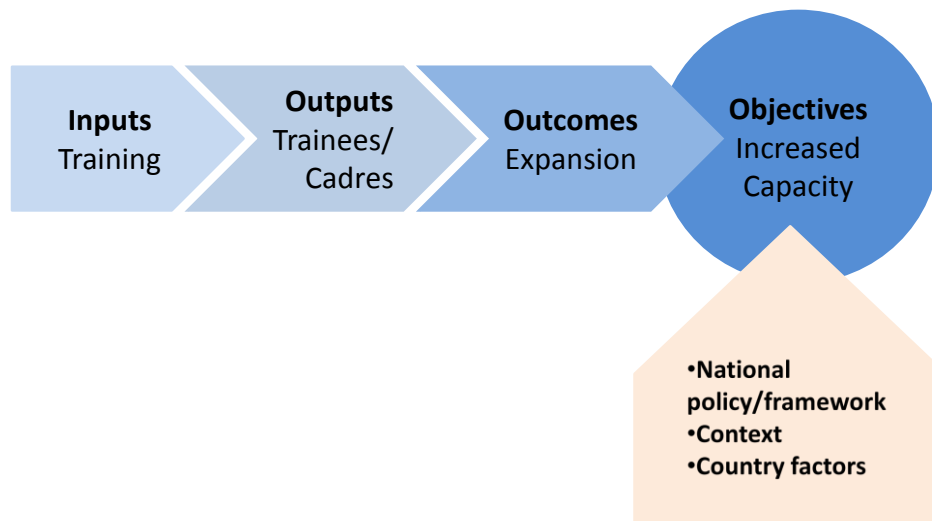 Inputs
Training
Outputs
Trainees/
Cadres
Outcomes
Expansion
Objectives
Increased
Capacity
•National
policy/framework
•Context
•Country factors